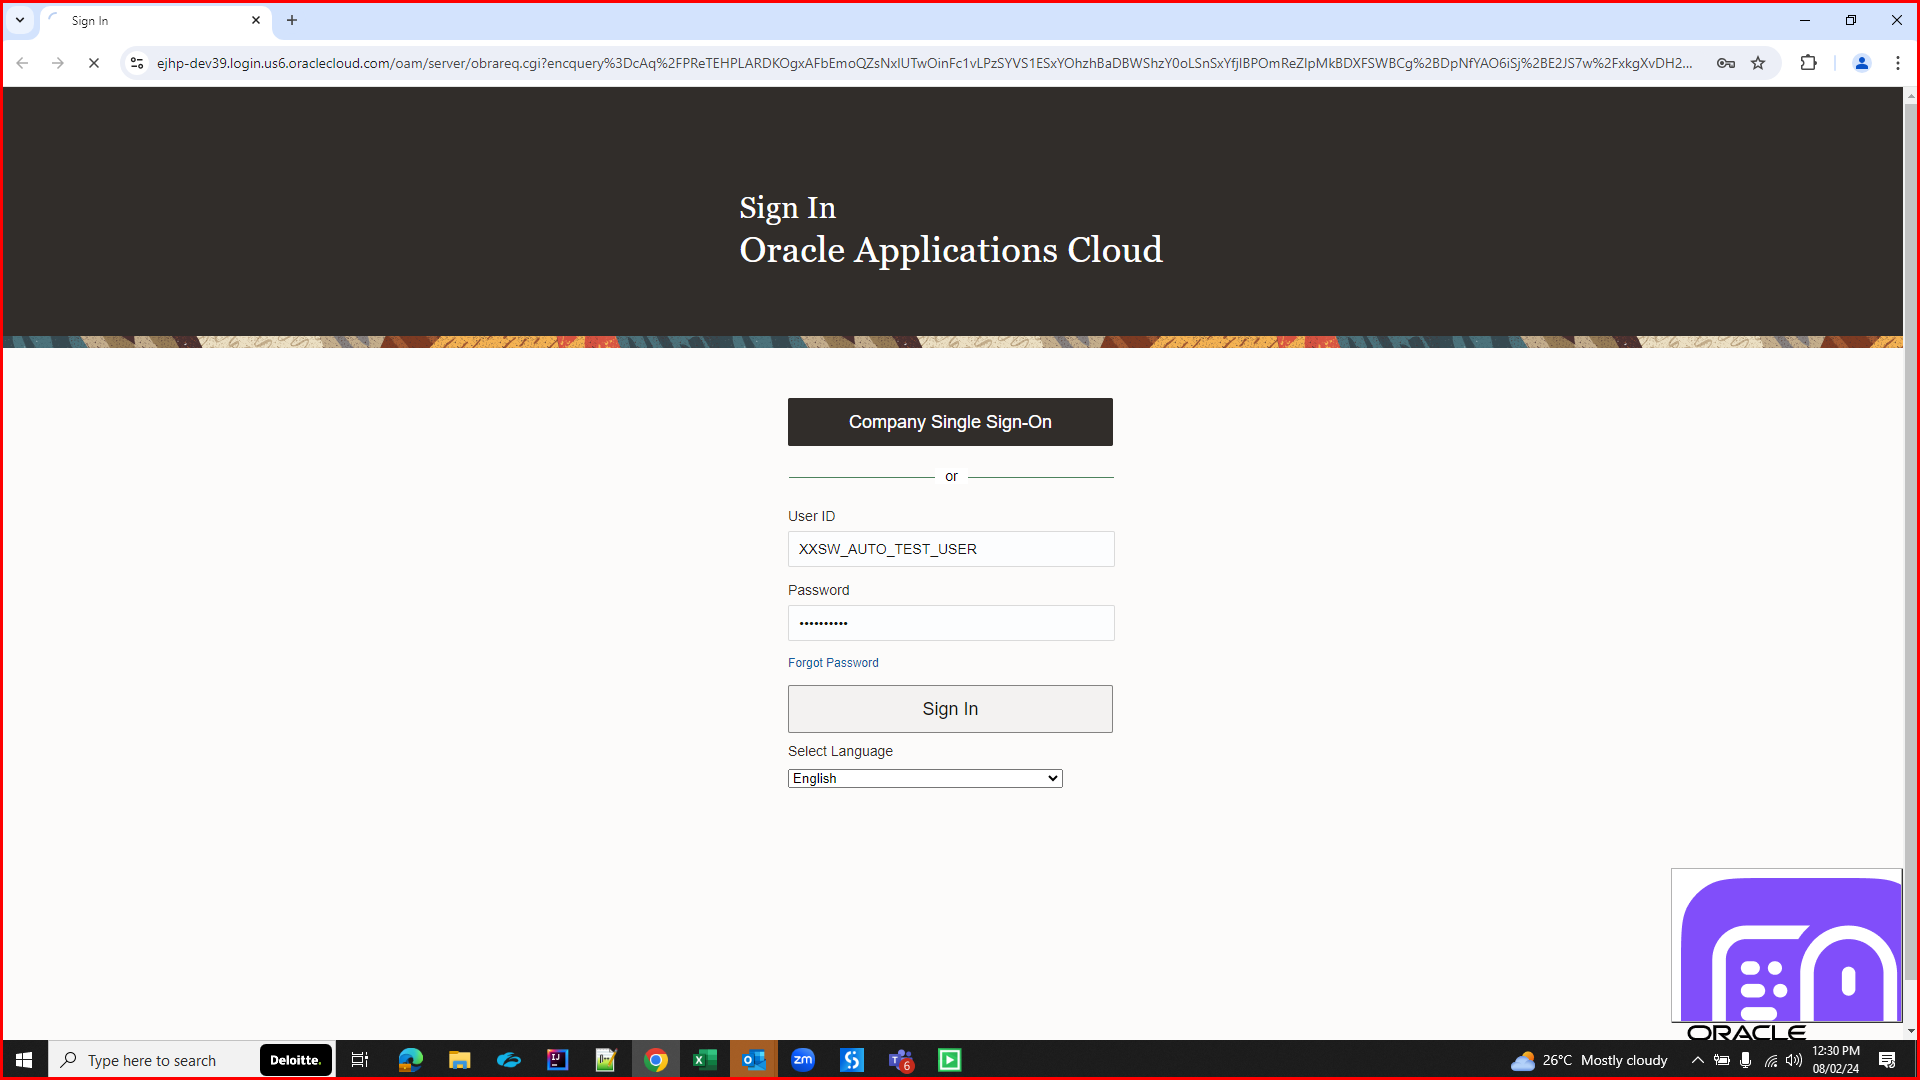 Sign In
ejhp-dev39.login.us6.oraclecloud.com/oam/server/obrareq.cgi?encquery%3DcAq%2FPReTEHPLARDKOgxAFbEmoQZsNxIUTwOinFc1vLPzSYVS1ESxYOhzhBaDBWShzY0oLSnSxYfjlBPOmReZIpMkBDXFSWBCg%2BDpNfYAO6iSj%2BE2JS7w%2FxkgXvDH2...
Sign In
Oracle Applications Cloud
Company Single Sign-On
or
User ID
XXSW_AUTO_TEST_USER
Password
Forgot Password
Sign In
Select Language
English
ORACLE
Type here to search
Deloitte.
zm
6
26°C Mostly cloudy
12:30 PM
08/02/24